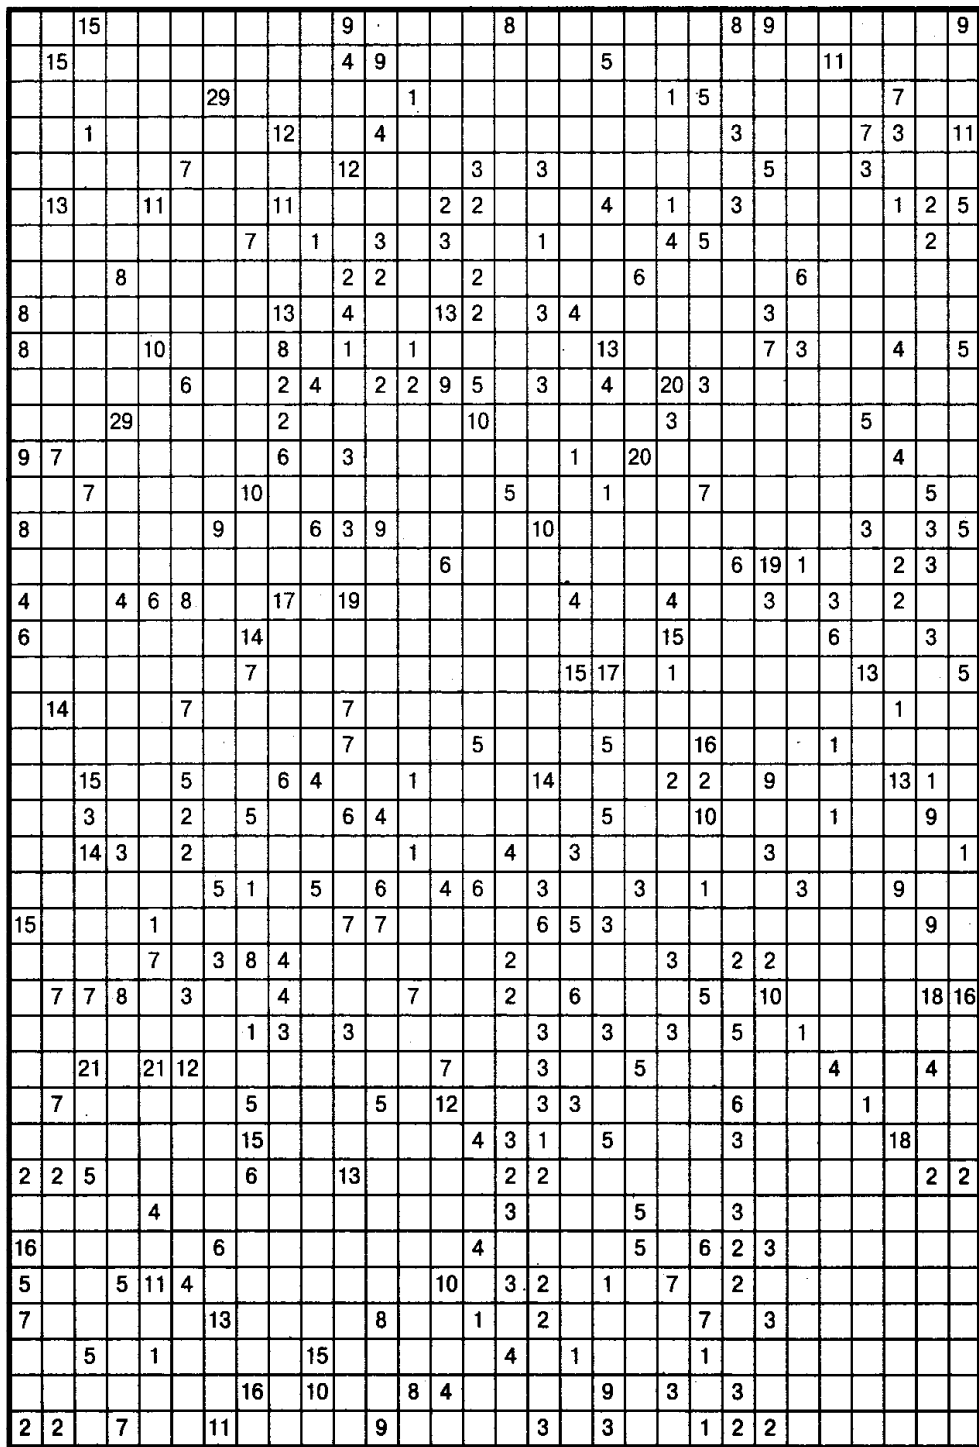 15 9 8 8 9 9
15 4 9 5 11
29 1 1 5 7
1 12 4 3 7 3 11
7 12 3 3 5 3
13 11 11 2 2 4 1 3 1 2 5
7 1 3 3 1 4 5 2
8 2 2 2 6 6
8 13 4 13 2 3 4 3
8 10 8 1 1 13 7 3 4 5
6 2 4 2 2 9 5 3 4 20 3
29 2 10 3 5
9 7 6 3 1 20 4
7 10 5 1 7 5
8 9 6 3 9 10 3 3 5
6 6 19 1 2 3
4 4 6 8 17 19 4 4 3 3 2
6 14 15 6 3
7 15 17 1 13 5
14 7 7 1
7 5 5 16 1
15 5 6 4 1 14 2 2 9 13 1
3 2 5 6 4 5 10 1 9
14 3 2 1 4 3 3 1
5 1 5 6 4 6 3 3 1 3 9
15 1 7 7 6 5 3 9
7 3 8 4 2 3 2 2
7 7 8 3 4 7 2 6 5 10 18 16
1 3 3 3 3 3 5 1
21 21 12 7 3 5 4 4
7 5 5 12 3 3 6 1
15 4 3 1 5 3 18
2 2 5 6 13 2 2 2 2
4 3 5 3
16 6 4 5 6 2 3
5 5 11 4 10 3 2 1 7 2
7 13 8 1 2 7 3
5 1 15 4 1 1
16 10 8 4 9 3 3
2 2 7 11 9 3 3 1 2 2